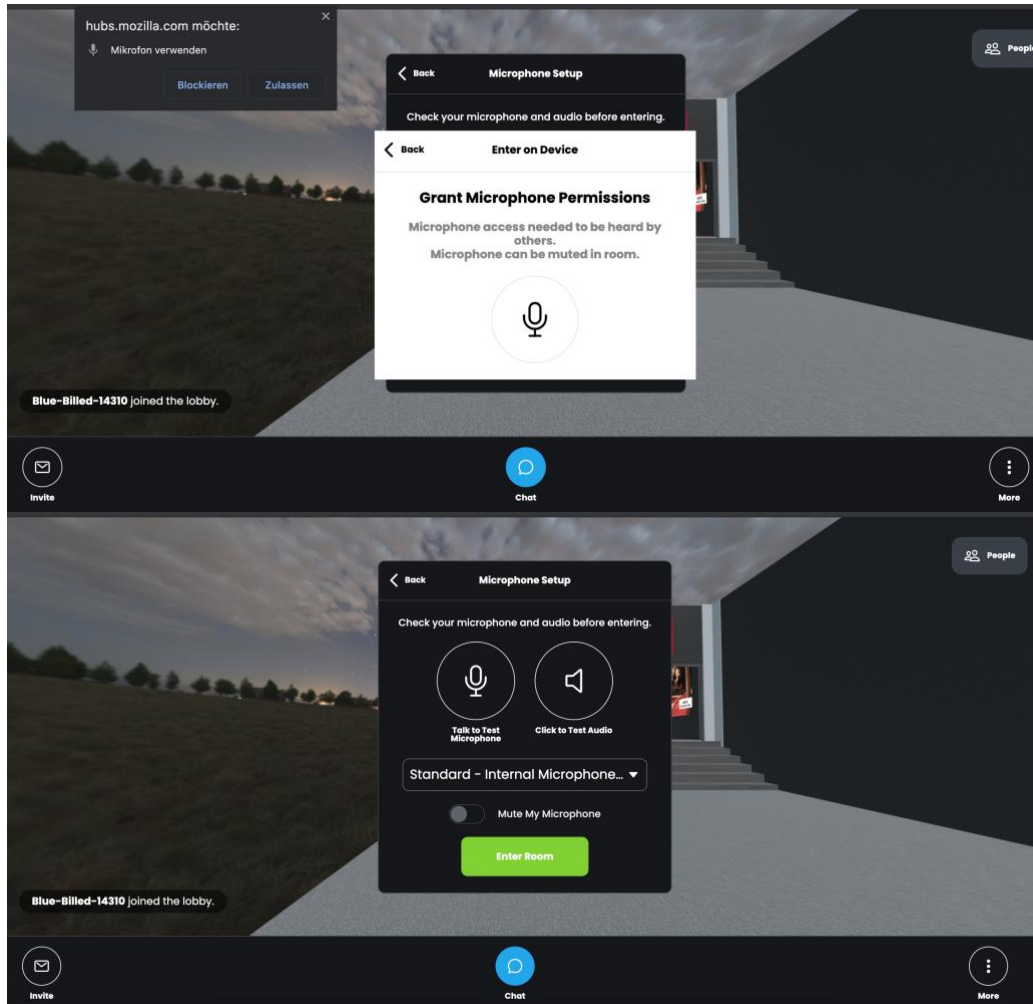 hubs.mozilla.com möchte:
Mikrofon verwenden
Blockieren Zulassen
Back Microphone Setup
Check your microphone and audio before entering.
Back Enter on Device
Grant Microphone Permissions
Microphone access needed to be heard by
others.
Microphone can be muted in room.
Peopl
Blue-Billed-14310 joined the lobby.
Invite
Chat
More
People
Back Microphone Setup
Check your microphone and audio before entering.
Talk to Test
Microphone
Click to Test Audio
Standard - Internal Microphone...
Mute My Microphone
Enter Room
Blue-Billed-14310 joined the lobby.
Invite
Chat
More